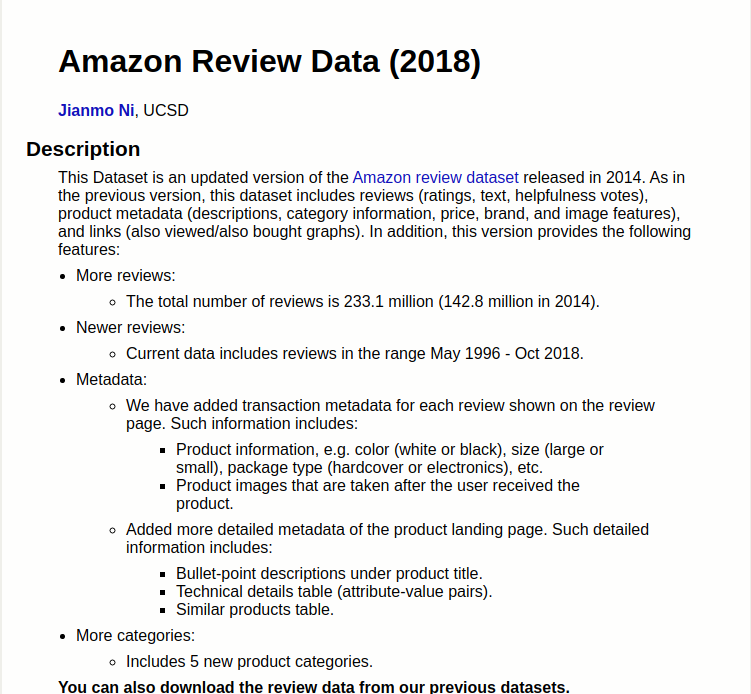 Amazon Review Data (2018)
Jianmo Ni, UCSD
Description
This Dataset is an updated version of the Amazon review dataset released in 2014. As in
the previous version, this dataset includes reviews (ratings, text, helpfulness votes),
product metadata (descriptions, category information, price, brand, and image features),
and links (also viewed/also bought graphs). In addition, this version provides the following
features:
• More reviews:
◦ The total number of reviews is 233.1 million (142.8 million in 2014).
• Newer reviews:
◦ Current data includes reviews in the range May 1996 - Oct 2018.
• Metadata:
◦ We have added transaction metadata for each review shown on the review
page. Such information includes:
▪ Product information, e.g. color (white or black), size (large or
small), package type (hardcover or electronics), etc.
▪ Product images that are taken after the user received the
product.
◦ Added more detailed metadata of the product landing page. Such detailed
information includes:
▪ Bullet-point descriptions under product title.
▪ Technical details table (attribute-value pairs).
▪ Similar products table.
• More categories:
◦ Includes 5 new product categories.
You can also download the review data from our previous datasets.